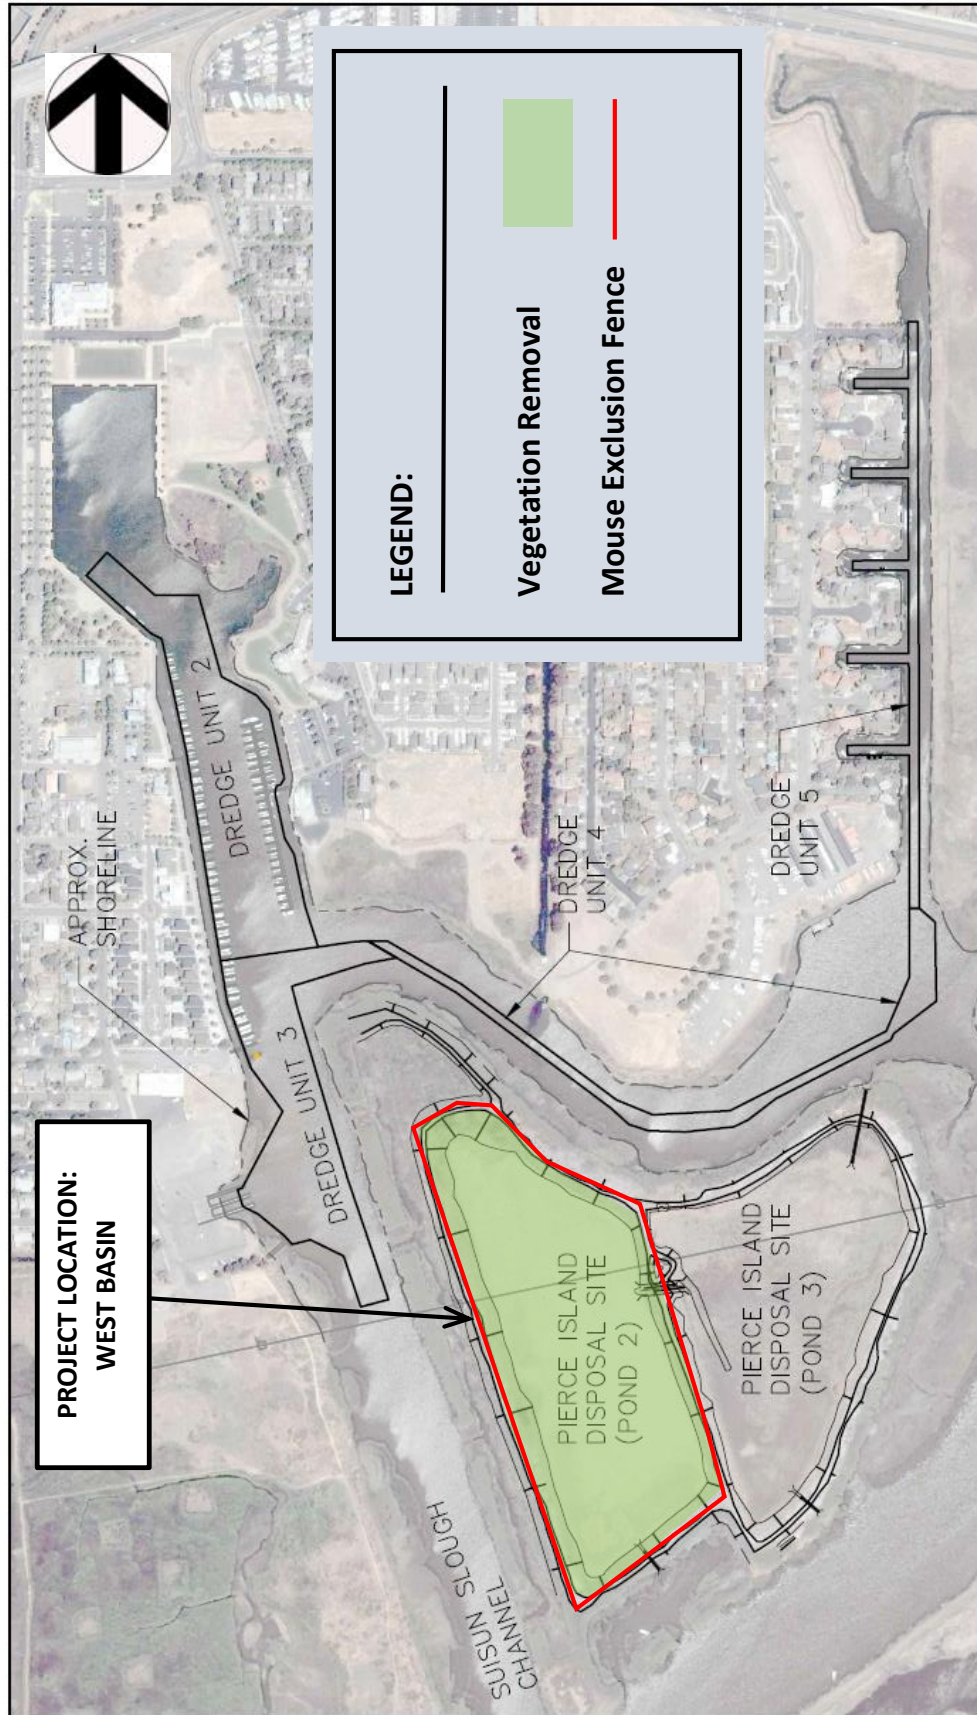 PROJECT LOCATION:
WEST BASIN
APPROX.
SHORELINE
DREDGE UNIT 2
DREDGE UNIT 3
DREDGE
UNIT 4
DREDGE
UNIT 5
SUISUN SLOUGH
CHANNEL
PIERCE ISLAND
DISPOSAL SITE
(POND 2)
PIERCE ISLAND
DISPOSAL SITE
(POND 3)
LEGEND:
Vegetation Removal
Mouse Exclusion Fence